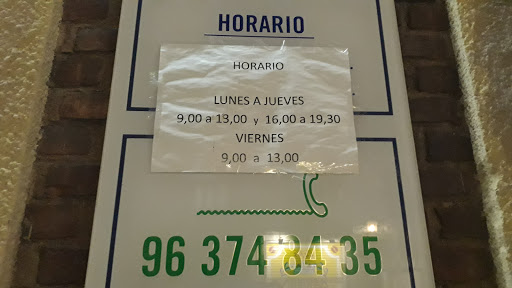 HORARIO
HORARIO
LUNES A JUEVES
9,00 a 13,00 y 16,00 a 19,30
VIERNES
9,00 a 13,00
96 374 84 35